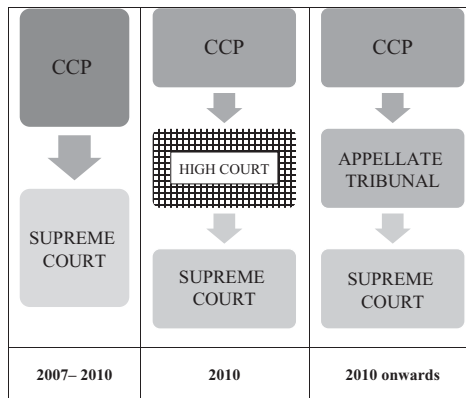 CCP
SUPREME
COURT
2007– 2010
CCP
HIGH COURT
SUPREME
COURT
2010
CCP
APPELLATE
TRIBUNAL
SUPREME
COURT
2010 onwards